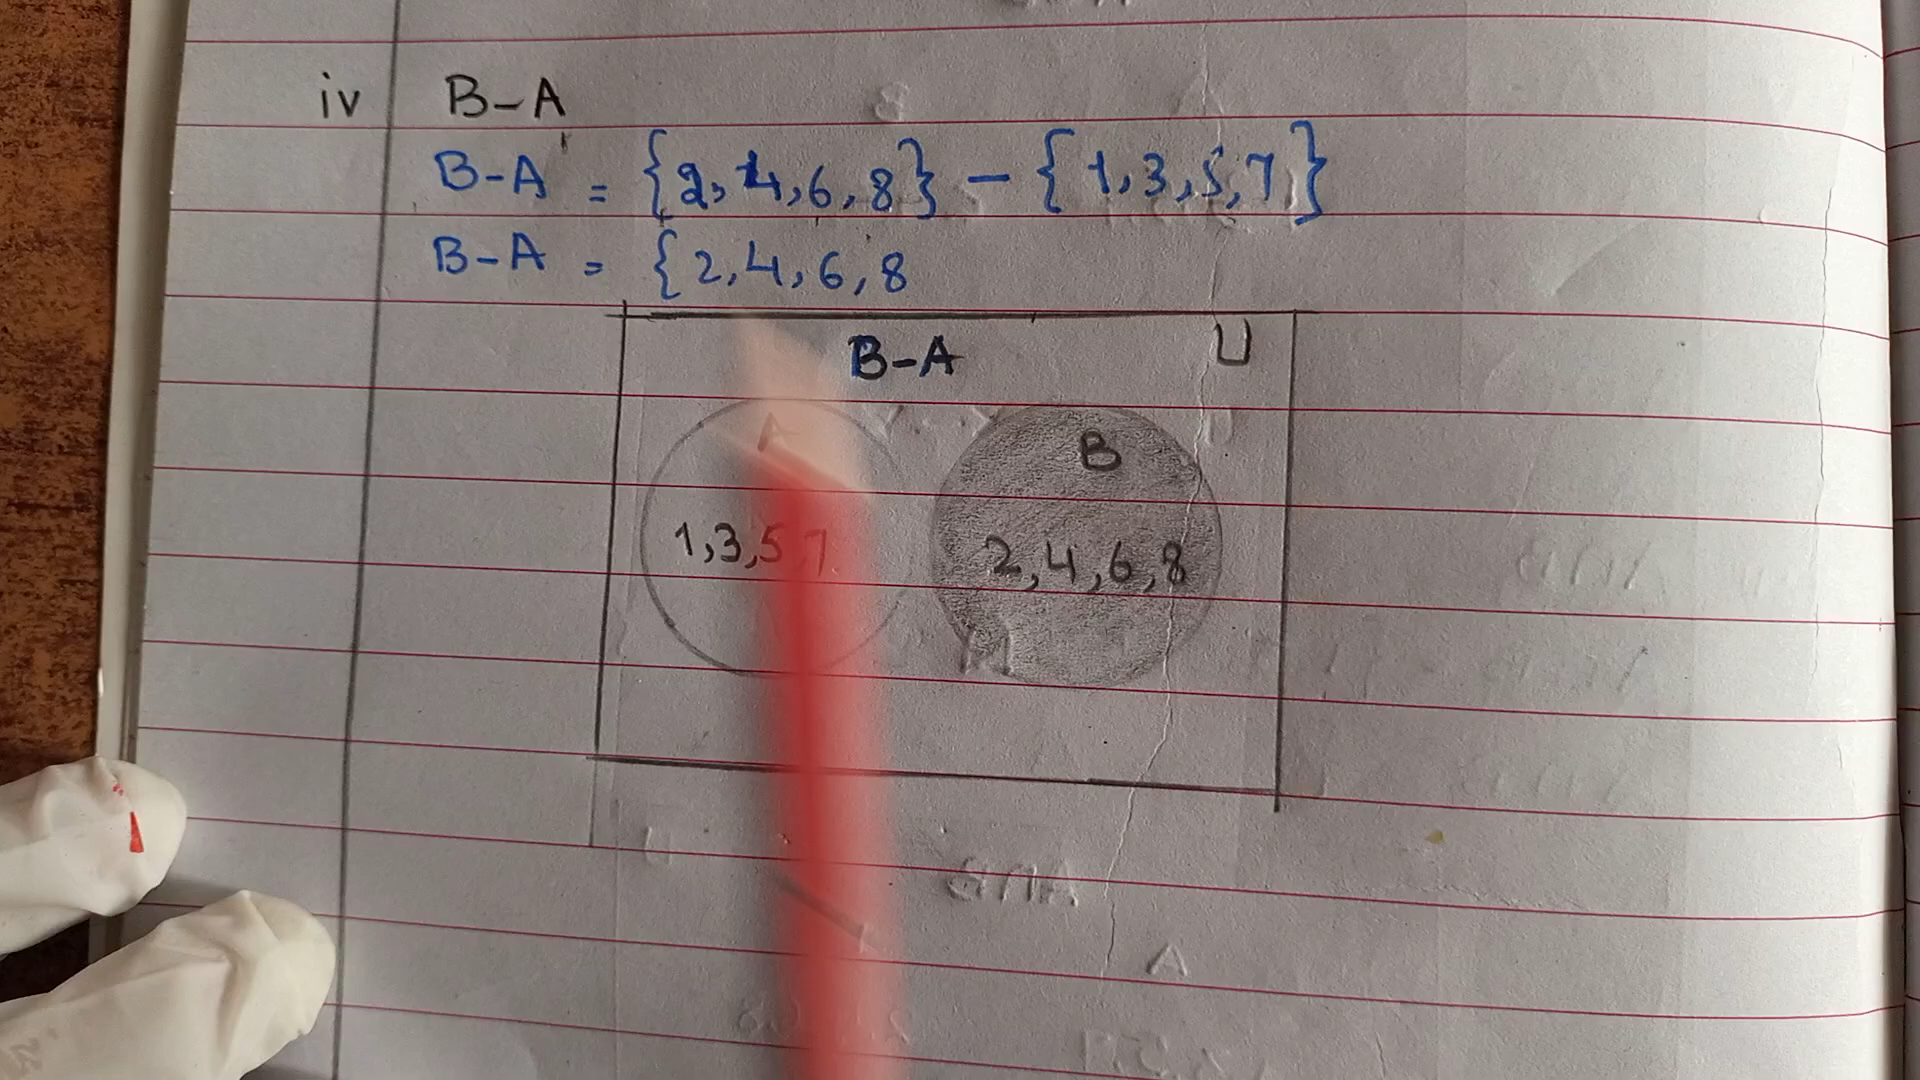 iv B-A
B-A = {2, 4, 6, 8} - {1, 3, 5, 7}
B-A = {2, 4, 6, 8
B-A U
A B
1, 3, 5, 7 2, 4, 6, 8